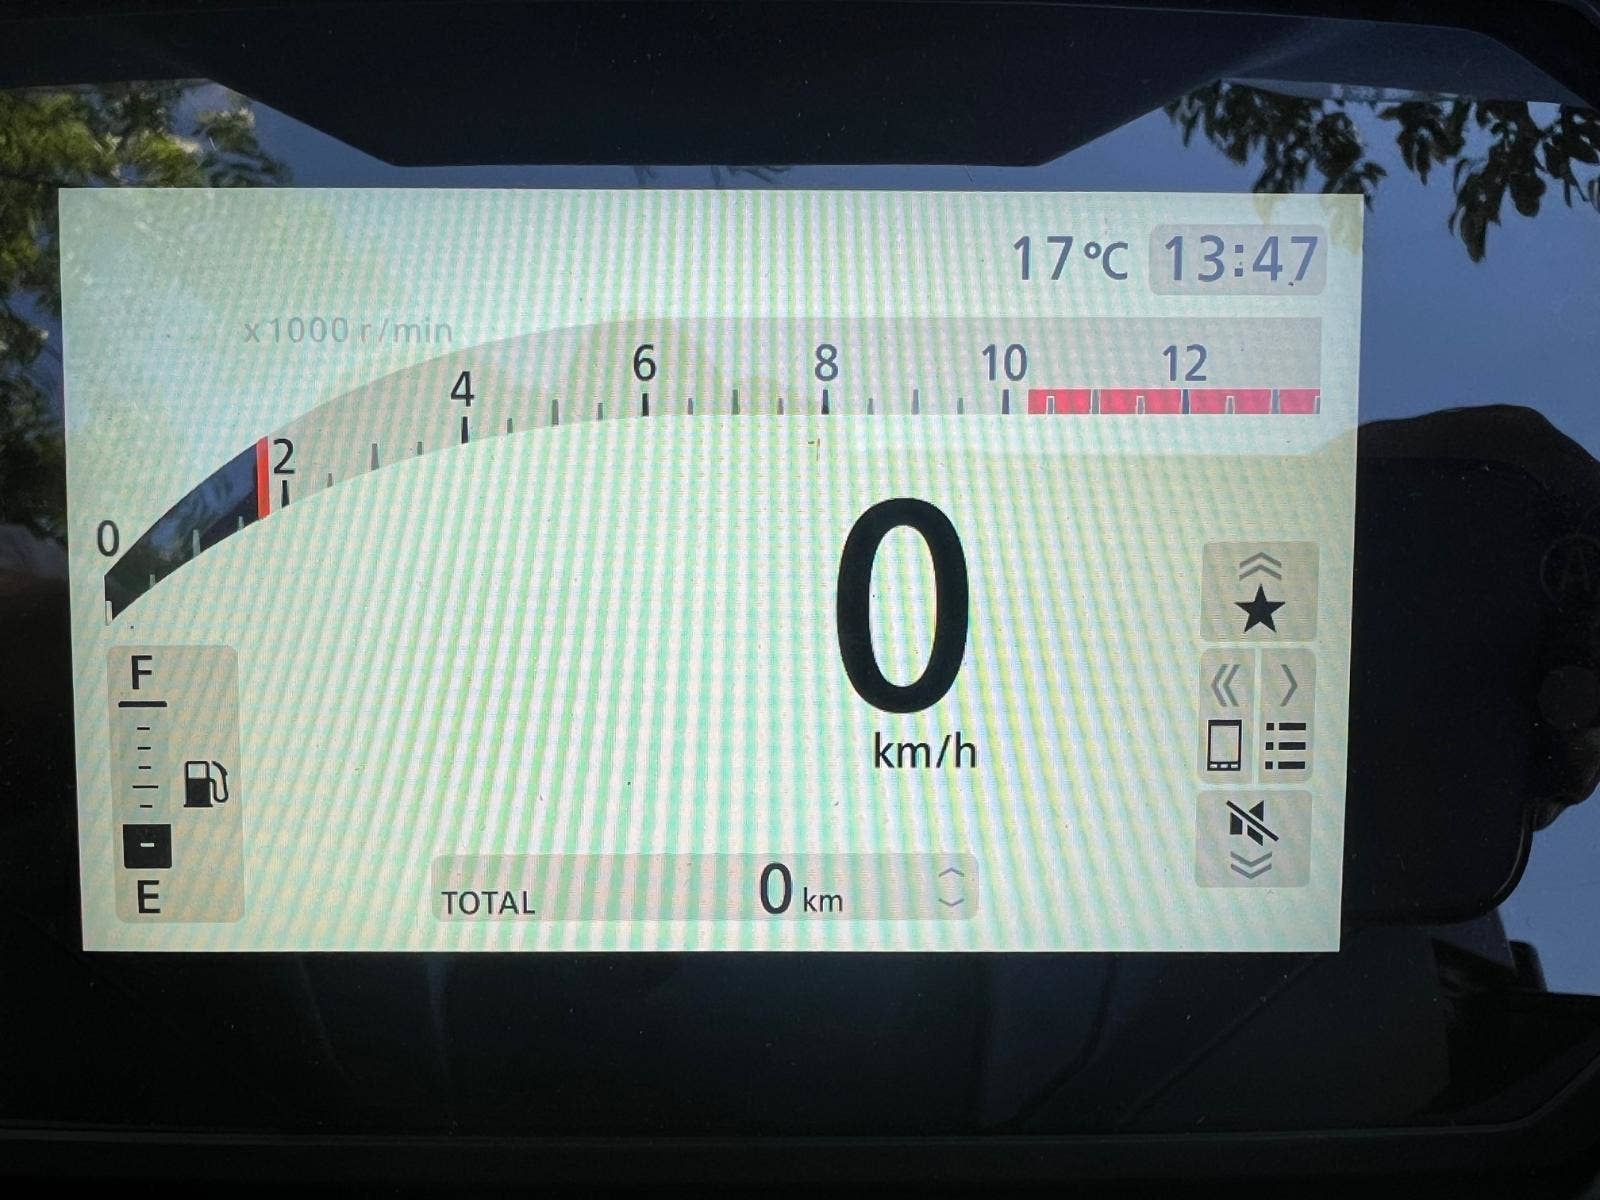 17°C 13:47
x1000 r/min
0 2 4 6 8 10 12
0
km/h
F
E
TOTAL 0 km